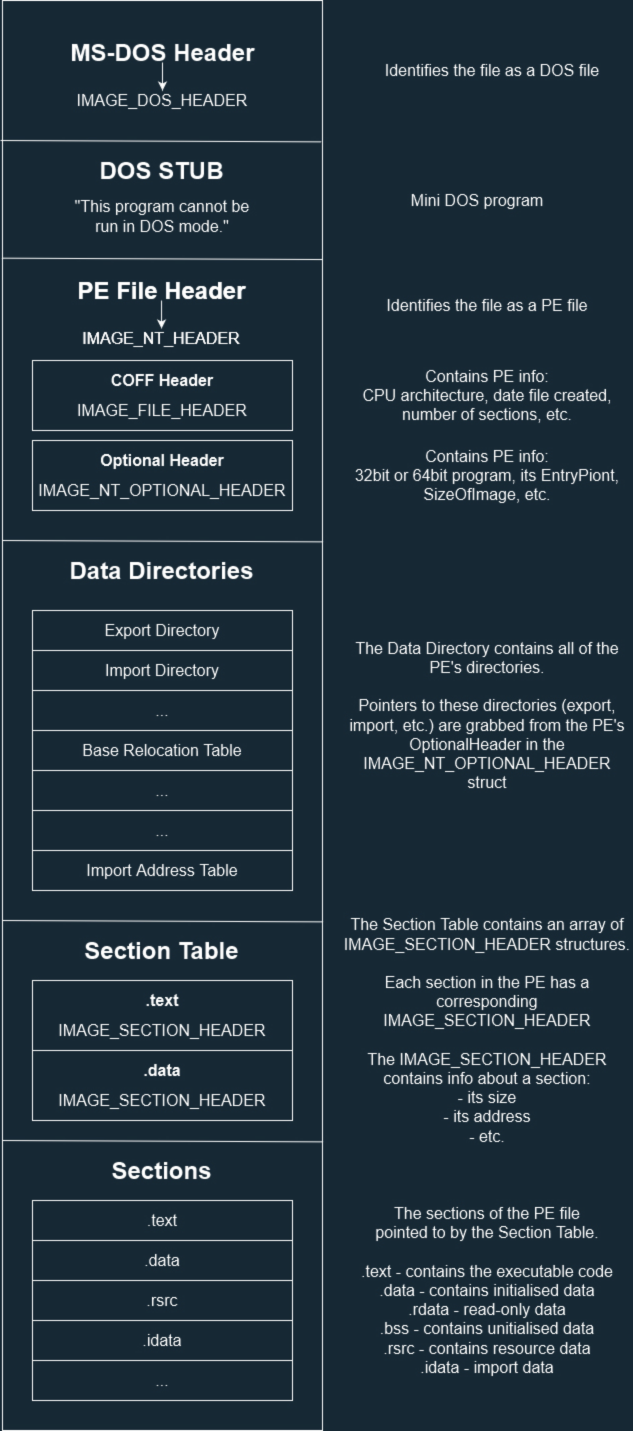 MS-DOS Header
IMAGE_DOS_HEADER
Identifies the file as a DOS file
DOS STUB
"This program cannot be
run in DOS mode."
Mini DOS program
PE File Header
IMAGE_NT_HEADER
Identifies the file as a PE file
COFF Header
IMAGE_FILE_HEADER
Contains PE info:
CPU architecture, date file created,
number of sections, etc.
Optional Header
IMAGE_NT_OPTIONAL_HEADER
Contains PE info:
32bit or 64bit program, its EntryPiont,
SizeOfImage, etc.
Data Directories
Export Directory
Import Directory
...
Base Relocation Table
...
...
Import Address Table
The Data Directory contains all of the
PE's directories.
Pointers to these directories (export,
import, etc.) are grabbed from the PE's
OptionalHeader in the
IMAGE_NT_OPTIONAL_HEADER
struct
Section Table
.text
IMAGE_SECTION_HEADER
.data
IMAGE_SECTION_HEADER
The Section Table contains an array of
IMAGE_SECTION_HEADER structures.
Each section in the PE has a
corresponding
IMAGE_SECTION_HEADER
The IMAGE_SECTION_HEADER
contains info about a section:
- its size
- its address
- etc.
Sections
.text
.data
.rsrc
.idata
...
The sections of the PE file
pointed to by the Section Table.
.text - contains the executable code
.data - contains initialised data
.rdata - read-only data
.bss - contains unitialised data
.rsrc - contains resource data
.idata - import data